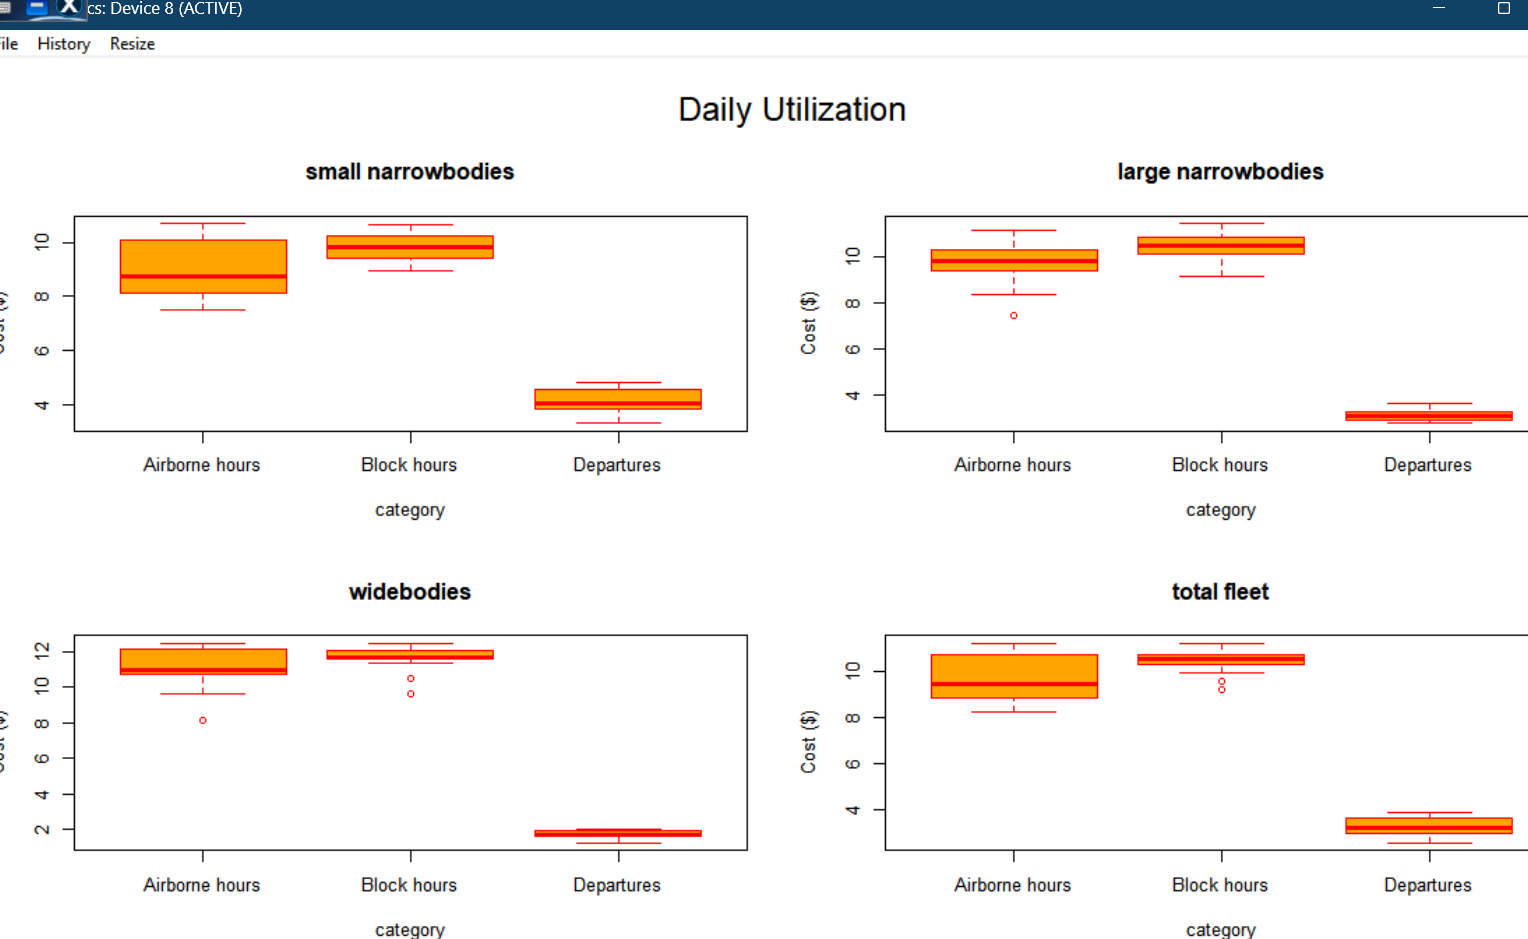 cs: Device 8 (ACTIVE)
File History Resize
Daily Utilization
small narrowbodies
10
8
6
4
Cost ($)
Airborne hours Block hours Departures
category
large narrowbodies
10
8
6
4
Cost ($)
Airborne hours Block hours Departures
category
widebodies
12
10
8
6
4
2
Cost ($)
Airborne hours Block hours Departures
category
total fleet
10
8
6
4
Cost ($)
Airborne hours Block hours Departures
category